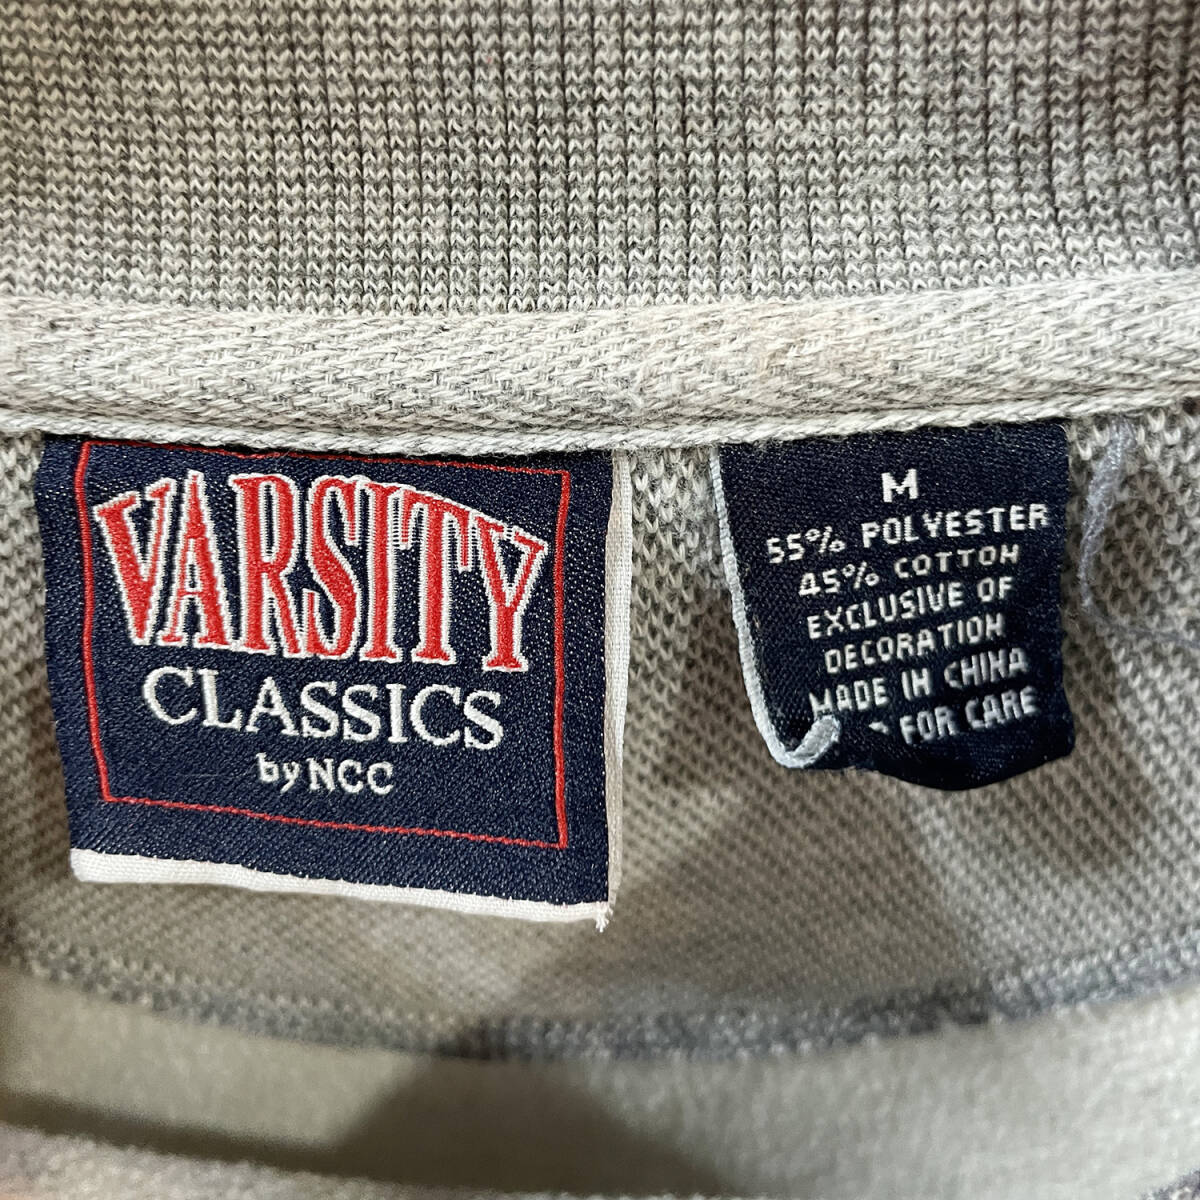 VARSITY
CLASSICS
by NCC
M
55% POLYESTER
45% COTTON
EXCLUSIVE OF
DECORATION
MADE IN CHINA
FOR CARE